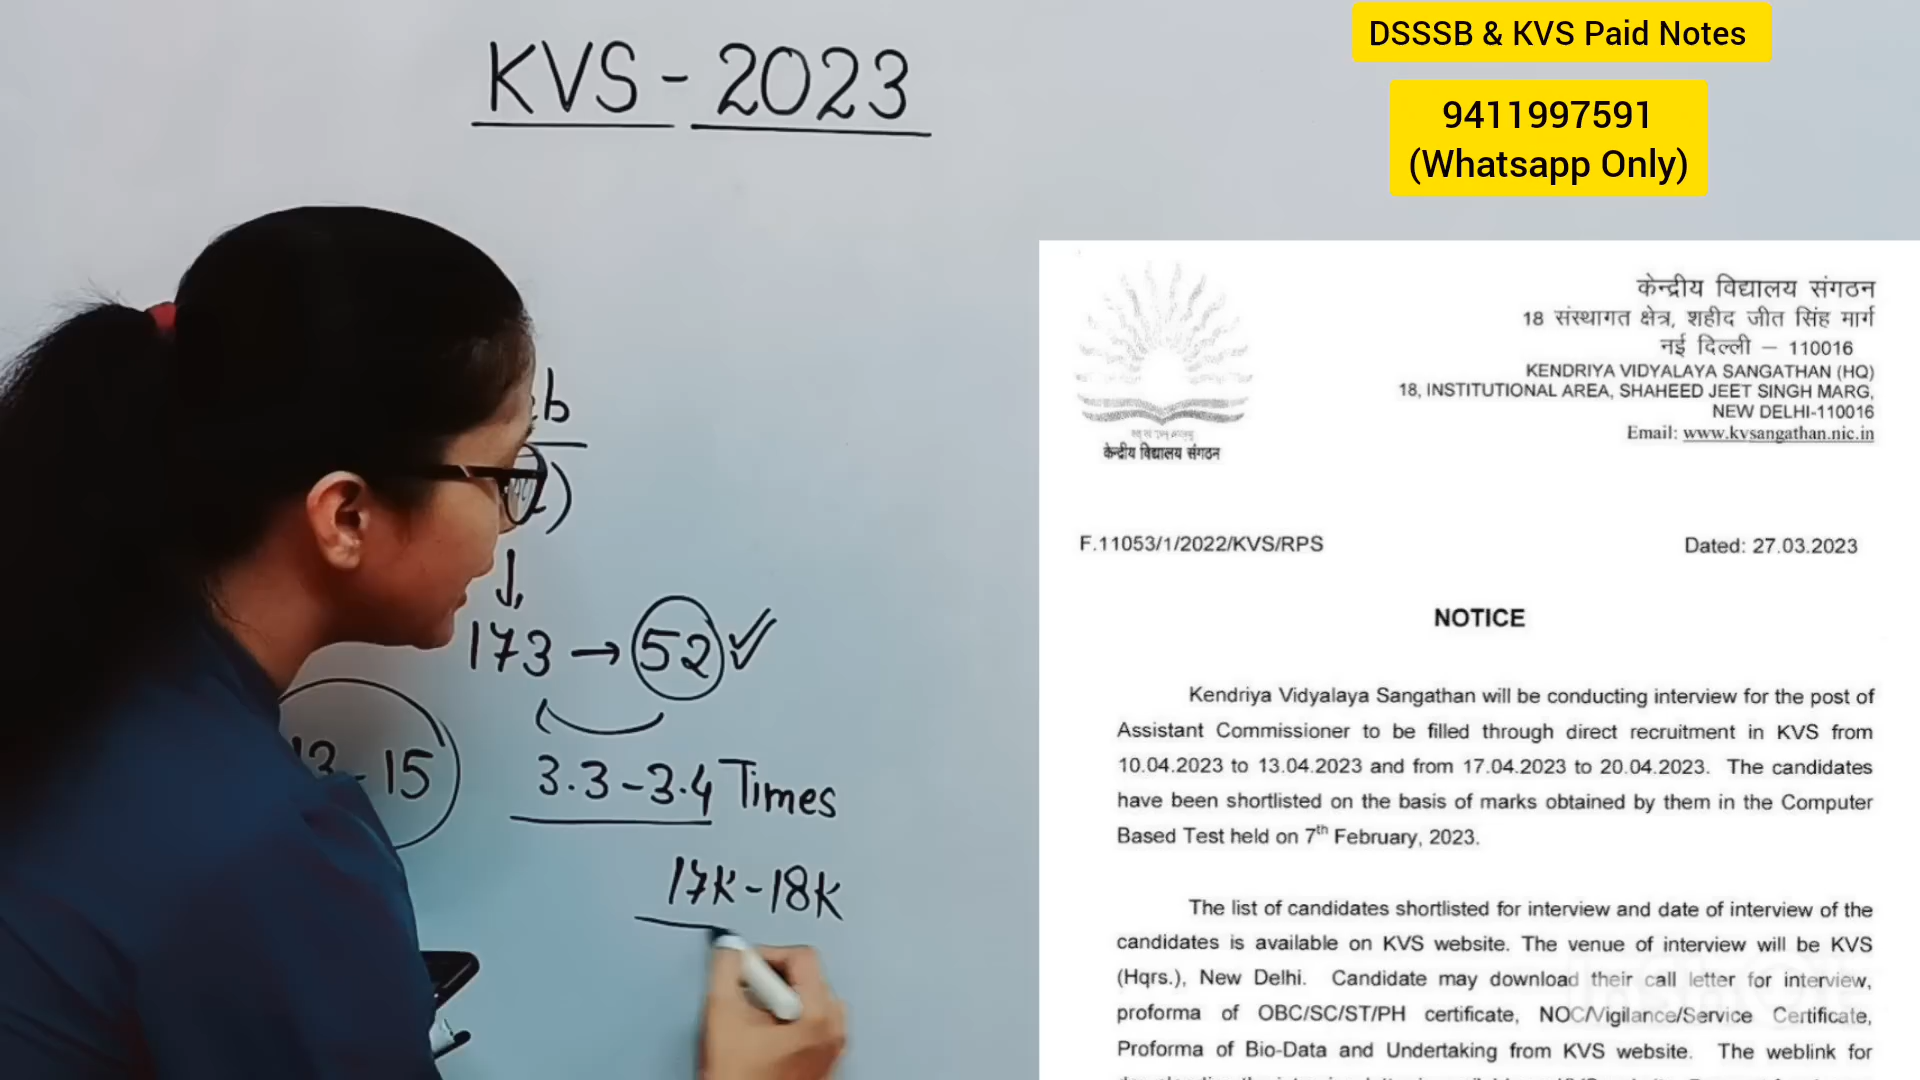 KVS - 2023
DSSSB & KVS Paid Notes
9411997591
(Whatsapp Only)
173 → 52
13 - 15
3.3 - 3.4 Times
17K - 18K
केन्द्रीय विद्यालय संगठन
केन्द्रीय विद्यालय संगठन
18 संस्थागत क्षेत्र, शहीद जीत सिंह मार्ग
नई दिल्ली – 110016
KENDRIYA VIDYALAYA SANGATHAN (HQ)
18, INSTITUTIONAL AREA, SHAHEED JEET SINGH MARG,
NEW DELHI-110016
Email: www.kvsangathan.nic.in
F.11053/1/2022/KVS/RPS
Dated: 27.03.2023
NOTICE
Kendriya Vidyalaya Sangathan will be conducting interview for the post of
Assistant Commissioner to be filled through direct recruitment in KVS from
10.04.2023 to 13.04.2023 and from 17.04.2023 to 20.04.2023. The candidates
have been shortlisted on the basis of marks obtained by them in the Computer
Based Test held on 7th February, 2023.
The list of candidates shortlisted for interview and date of interview of the
candidates is available on KVS website. The venue of interview will be KVS
(Hqrs.), New Delhi. Candidate may download their call letter for interview,
proforma of OBC/SC/ST/PH certificate, NOC/Vigilance/Service Certificate,
Proforma of Bio-Data and Undertaking from KVS website. The weblink for